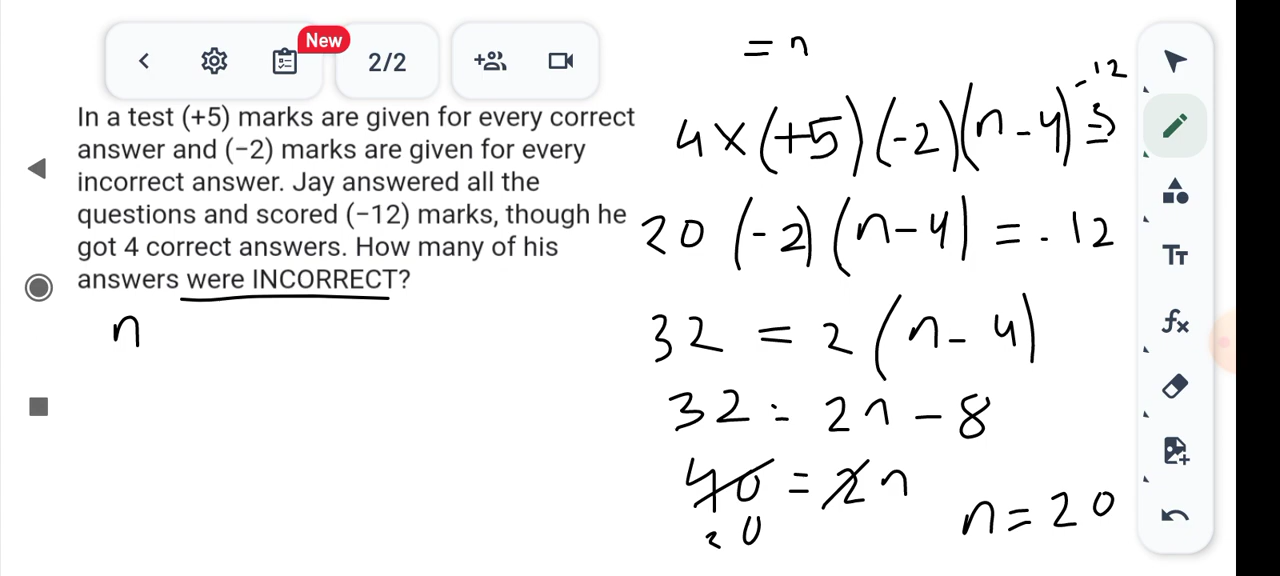 New
2/2
In a test (+5) marks are given for every correct
answer and (−2) marks are given for every
incorrect answer. Jay answered all the
questions and scored (−12) marks, though he
got 4 correct answers. How many of his
answers were INCORRECT?
n
= n
-12
4 × (+5) (-2) (n - 4) =
20 (-2) (n - 4) = - 12
32 = 2 (n - 4)
32 = 2n - 8
40 = 2n
20
n = 20
Tт
fx